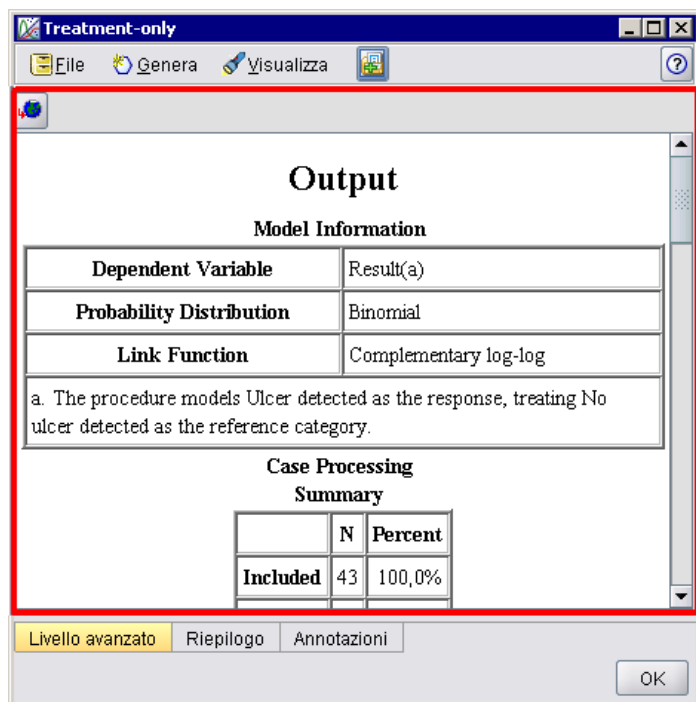 Treatment-only
File Genera Visualizza
Output
Model Information
Dependent Variable Result(a)
Probability Distribution Binomial
Link Function Complementary log-log
a. The procedure models Ulcer detected as the response, treating No
ulcer detected as the reference category.
Case Processing
Summary
N Percent
Included 43 100,0%
Livello avanzato Riepilogo Annotazioni
OK